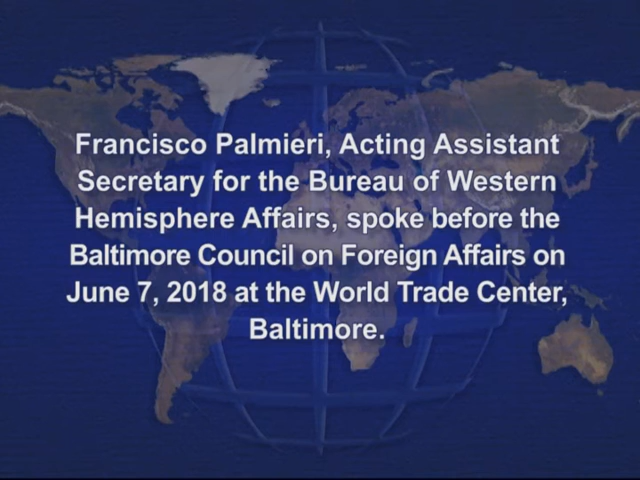 Francisco Palmieri, Acting Assistant
Secretary for the Bureau of Western
Hemisphere Affairs, spoke before the
Baltimore Council on Foreign Affairs on
June 7, 2018 at the World Trade Center,
Baltimore.